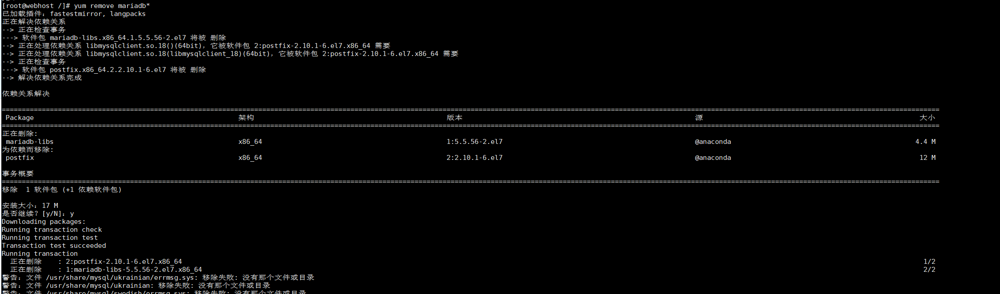 [root@webhost /]# yum remove mariadb*
已加载插件：fastestmirror, langpacks
正在解决依赖关系
--> 正在检查事务
---> 软件包 mariadb-libs.x86_64.1.5.5.56-2.el7 将被 删除
--> 正在处理依赖关系 libmysqlclient.so.18()(64bit)，它被软件包 2:postfix-2.10.1-6.el7.x86_64 需要
--> 正在处理依赖关系 libmysqlclient.so.18(libmysqlclient_18)(64bit)，它被软件包 2:postfix-2.10.1-6.el7.x86_64 需要
--> 正在检查事务
---> 软件包 postfix.x86_64.2.2.10.1-6.el7 将被 删除
--> 解决依赖关系完成
依赖关系解决
Package 架构 版本 源 大小
正在删除:
mariadb-libs x86_64 1:5.5.56-2.el7 @anaconda 4.4 M
为依赖而移除:
postfix x86_64 2:2.10.1-6.el7 @anaconda 12 M
事务概要
移除  1 软件包 (+1 依赖软件包)
安装大小：17 M
是否继续？[y/N]：y
Downloading packages:
Running transaction check
Running transaction test
Transaction test succeeded
Running transaction
正在删除    : 2:postfix-2.10.1-6.el7.x86_64 1/2
正在删除    : 1:mariadb-libs-5.5.56-2.el7.x86_64 2/2
警告：文件 /usr/share/mysql/ukrainian/errmsg.sys: 移除失败: 没有那个文件或目录
警告：文件 /usr/share/mysql/ukrainian: 移除失败: 没有那个文件或目录
警告：文件 /usr/share/mysql/swedish/errmsg.sys: 移除失败: 没有那个文件或目录